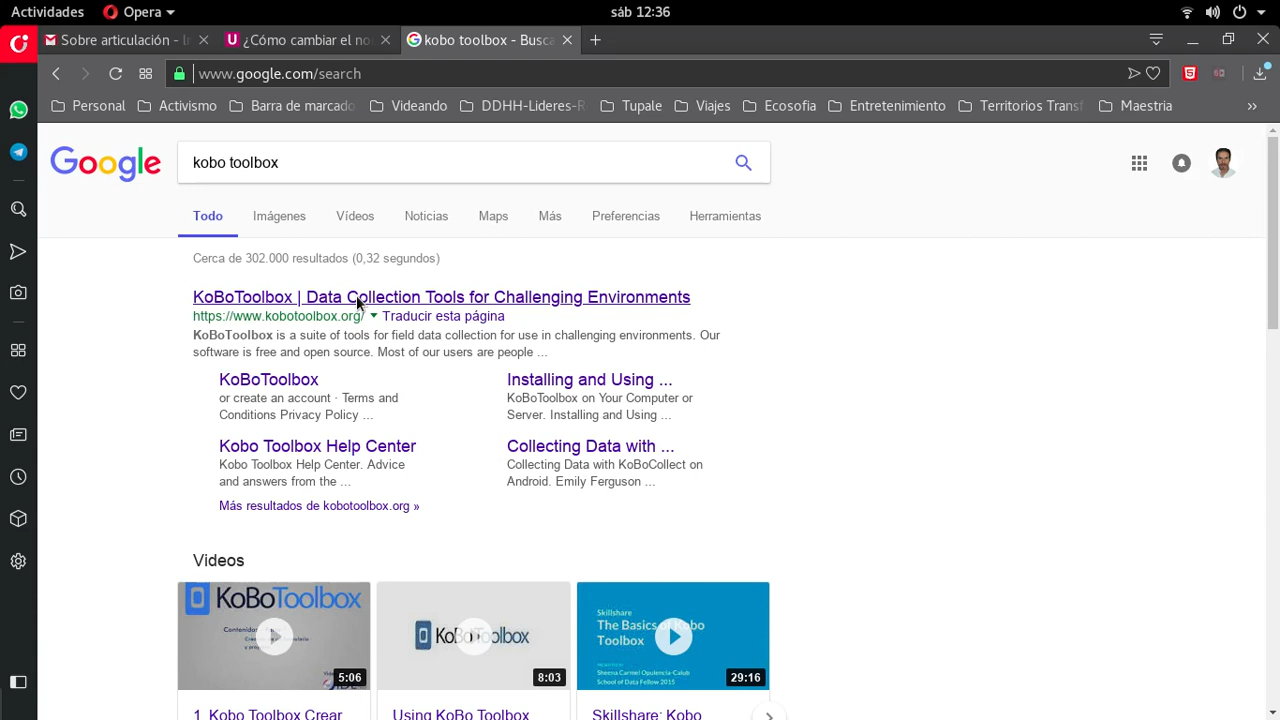 Actividades Opera sáb 12:36
Sobre articulación - I ¿Cómo cambiar el no kobo toolbox - Busca
www.google.com/search
Personal Activismo Barra de marcado Videando DDHH-Lideres-R Tupale Viajes Ecosofia Entretenimiento Territorios Transf Maestria »
Google kobo toolbox
Todo Imágenes Vídeos Noticias Maps Más Preferencias Herramientas
Cerca de 302.000 resultados (0,32 segundos)
KoBoToolbox | Data Collection Tools for Challenging Environments
https://www.kobotoolbox.org/ Traducir esta página
KoBoToolbox is a suite of tools for field data collection for use in challenging environments. Our
software is free and open source. Most of our users are people ...
KoBoToolbox
or create an account · Terms and
Conditions Privacy Policy ...
Installing and Using ...
KoBoToolbox on Your Computer or
Server. Installing and Using ...
Kobo Toolbox Help Center
Kobo Toolbox Help Center. Advice
and answers from the ...
Collecting Data with ...
Collecting Data with KoBoCollect on
Android. Emily Ferguson ...
Más resultados de kobotoolbox.org »
Videos
KoBoToolbox
5:06
KoBoToolbox
8:03
Skillshare
The Basics of Kobo
Toolbox
Sheena Carmel Opulencia-Calub
School of Data Fellow 2015
29:16
1. Kobo Toolbox Crear
Using KoBo Toolbox
Skillshare: Kobo